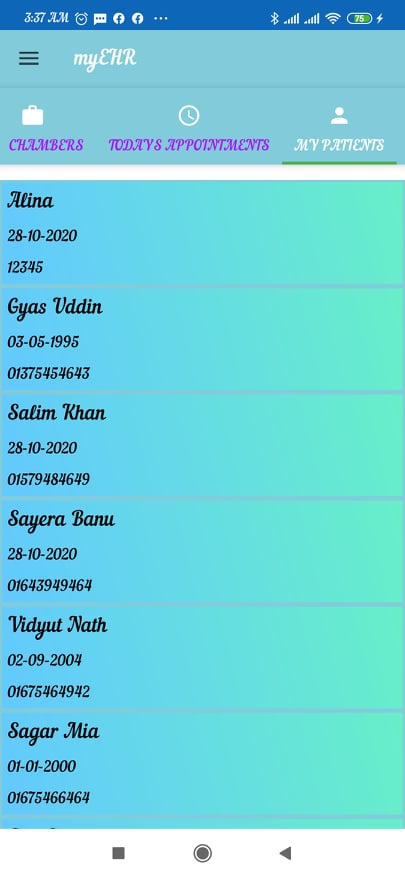 3:37 AM
75
myEHR
CHAMBERS
TODAYS APPOINTMENTS
MY PATIENTS
Alina
28-10-2020
12345
Gyas Uddin
03-05-1995
01375454643
Salim Khan
28-10-2020
01579484649
Sayera Banu
28-10-2020
01643949464
Vidyut Nath
02-09-2004
01675464942
Sagar Mia
01-01-2000
01675466464